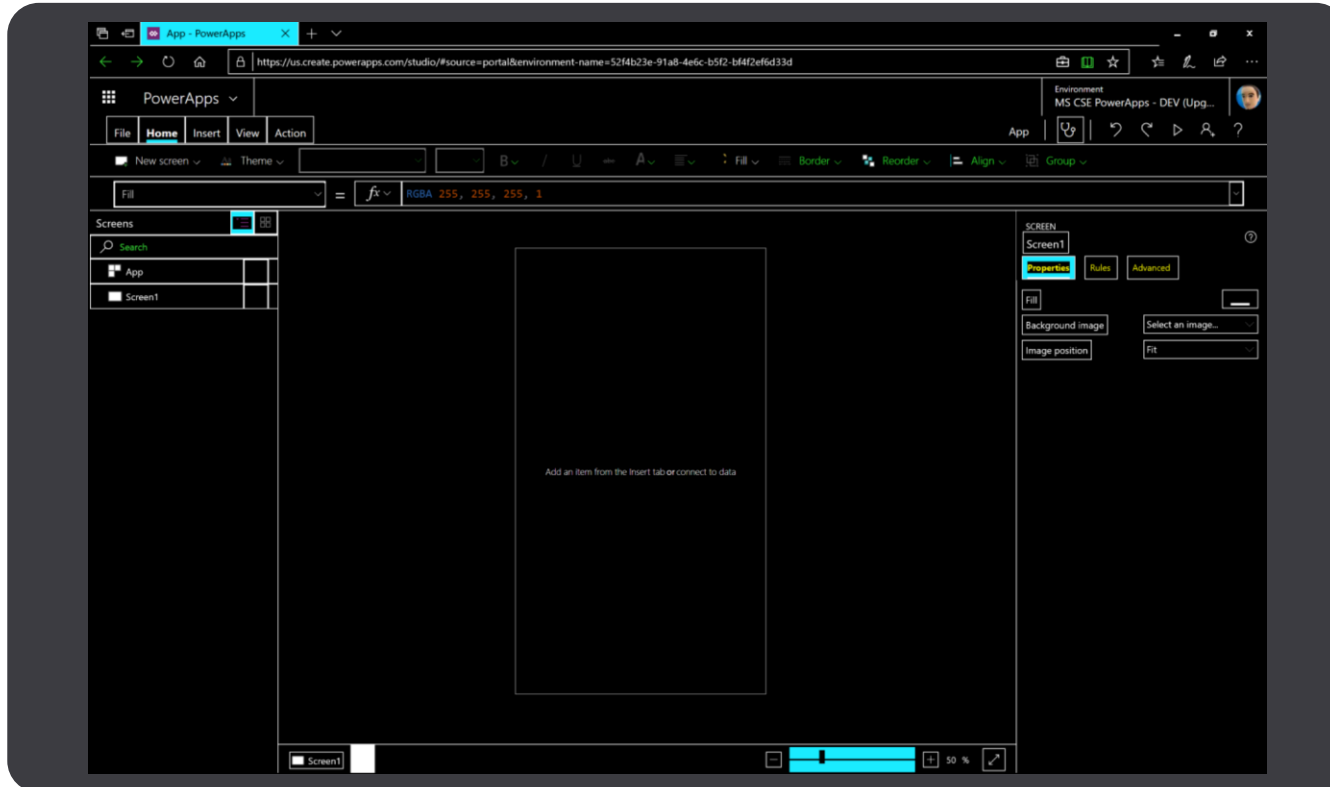 App - PowerApps
https://us.create.powerapps.com/studio/#source=portal&environment-name=52f4b23e-91a8-4e6c-b5f2-bf4f2ef6d33d
PowerApps
Environment
MS CSE PowerApps - DEV (Upg...
File Home Insert View Action
App
New screen Theme B / U abc A Fill Border Reorder Align Group
Fill = fx RGBA 255, 255, 255, 1
Screens
Search
App
Screen1
Add an item from the Insert tab or connect to data
SCREEN
Screen1
Properties Rules Advanced
Fill
Background image Select an image...
Image position Fit
Screen1 50 %